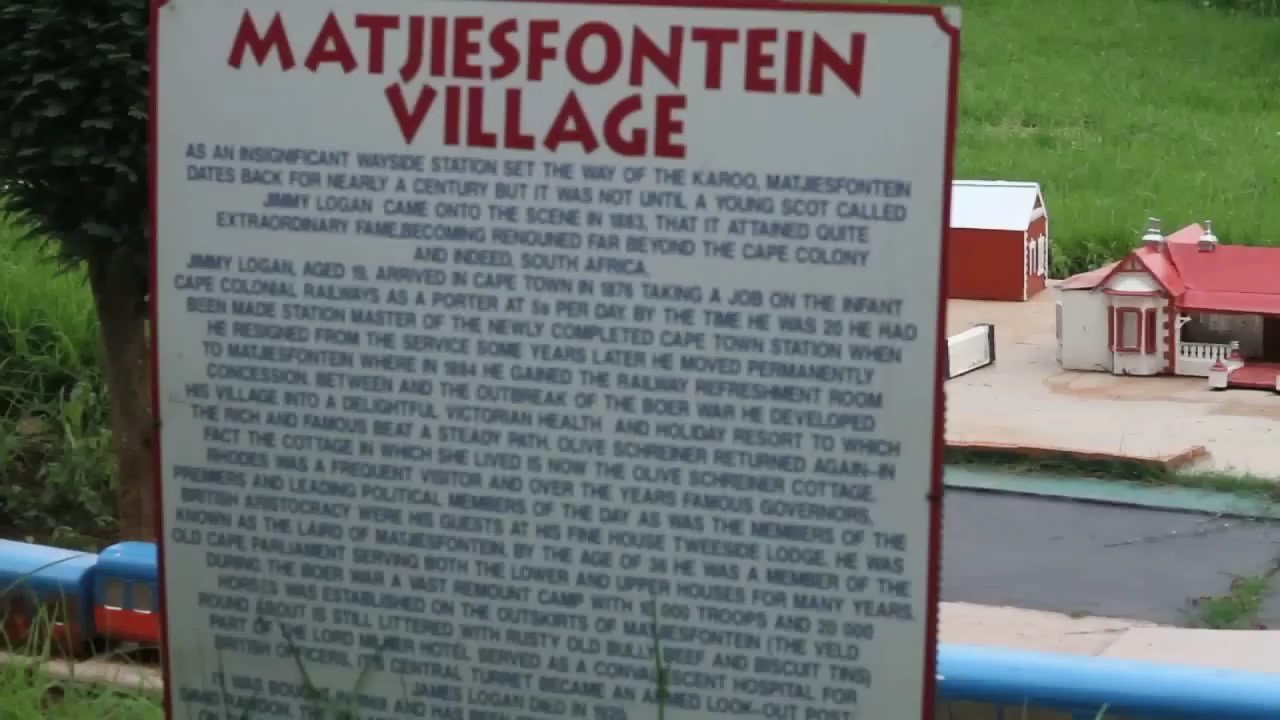 MATJIESFONTEIN
VILLAGE
AS AN INSIGNIFICANT WAYSIDE STATION SET THE WAY OF THE KAROO, MATJIESFONTEIN
DATES BACK FOR NEARLY A CENTURY BUT IT WAS NOT UNTIL A YOUNG SCOT CALLED
JIMMY LOGAN CAME ONTO THE SCENE IN 1883, THAT IT ATTAINED QUITE
EXTRAORDINARY FAME,BECOMING RENOUNED FAR BEYOND THE CAPE COLONY
AND INDEED, SOUTH AFRICA.
JIMMY LOGAN, AGED 19, ARRIVED IN CAPE TOWN IN 1876 TAKING A JOB ON THE INFANT
CAPE COLONIAL RAILWAYS AS A PORTER AT 5s PER DAY. BY THE TIME HE WAS 20 HE HAD
BEEN MADE STATION MASTER OF THE NEWLY COMPLETED CAPE TOWN STATION WHEN
HE RESIGNED FROM THE SERVICE SOME YEARS LATER HE MOVED PERMANENTLY
TO MATJIESFONTEIN WHERE IN 1884 HE GAINED THE RAILWAY REFRESHMENT ROOM
CONCESSION. BETWEEN AND THE OUTBREAK OF THE BOER WAR HE DEVELOPED
HIS VILLAGE INTO A DELIGHTFUL VICTORIAN HEALTH AND HOLIDAY RESORT TO WHICH
THE RICH AND FAMOUS BEAT A STEADY PATH. OLIVE SCHREINER RETURNED AGAIN-IN
FACT THE COTTAGE IN WHICH SHE LIVED IS NOW THE OLIVE SCHREINER COTTAGE.
RHODES WAS A FREQUENT VISITOR AND OVER THE YEARS FAMOUS GOVERNORS,
PREMIERS AND LEADING POLITICAL MEMBERS OF THE DAY AS WAS THE MEMBERS OF THE
BRITISH ARISTOCRACY WERE HIS GUESTS AT HIS FINE HOUSE TWEESIDE LODGE. HE WAS
KNOWN AS THE LAIRD OF MATJIESFONTEIN. BY THE AGE OF 36 HE WAS A MEMBER OF THE
OLD CAPE PARLIAMENT SERVING BOTH THE LOWER AND UPPER HOUSES FOR MANY YEARS.
DURING THE BOER WAR A VAST REMOUNT CAMP WITH 000 TROOPS AND 20 000
HORSES WAS ESTABLISHED ON THE OUTSKIRTS OF MATJIESFONTEIN (THE VELD
ROUND ABOUT IS STILL LITTERED WITH RUSTY OLD BULLY BEEF AND BISCUIT TINS)
PART OF THE LORD MILNER HOTEL SERVED AS A CONVALESCENT HOSPITAL FOR
BRITISH OFFICERS, ITS CENTRAL TURRET BECAME AN ARMED LOOK-OUT POST.
JAMES LOGAN DIED IN 1920.
IT WAS BOUGHT AND HAS BEEN